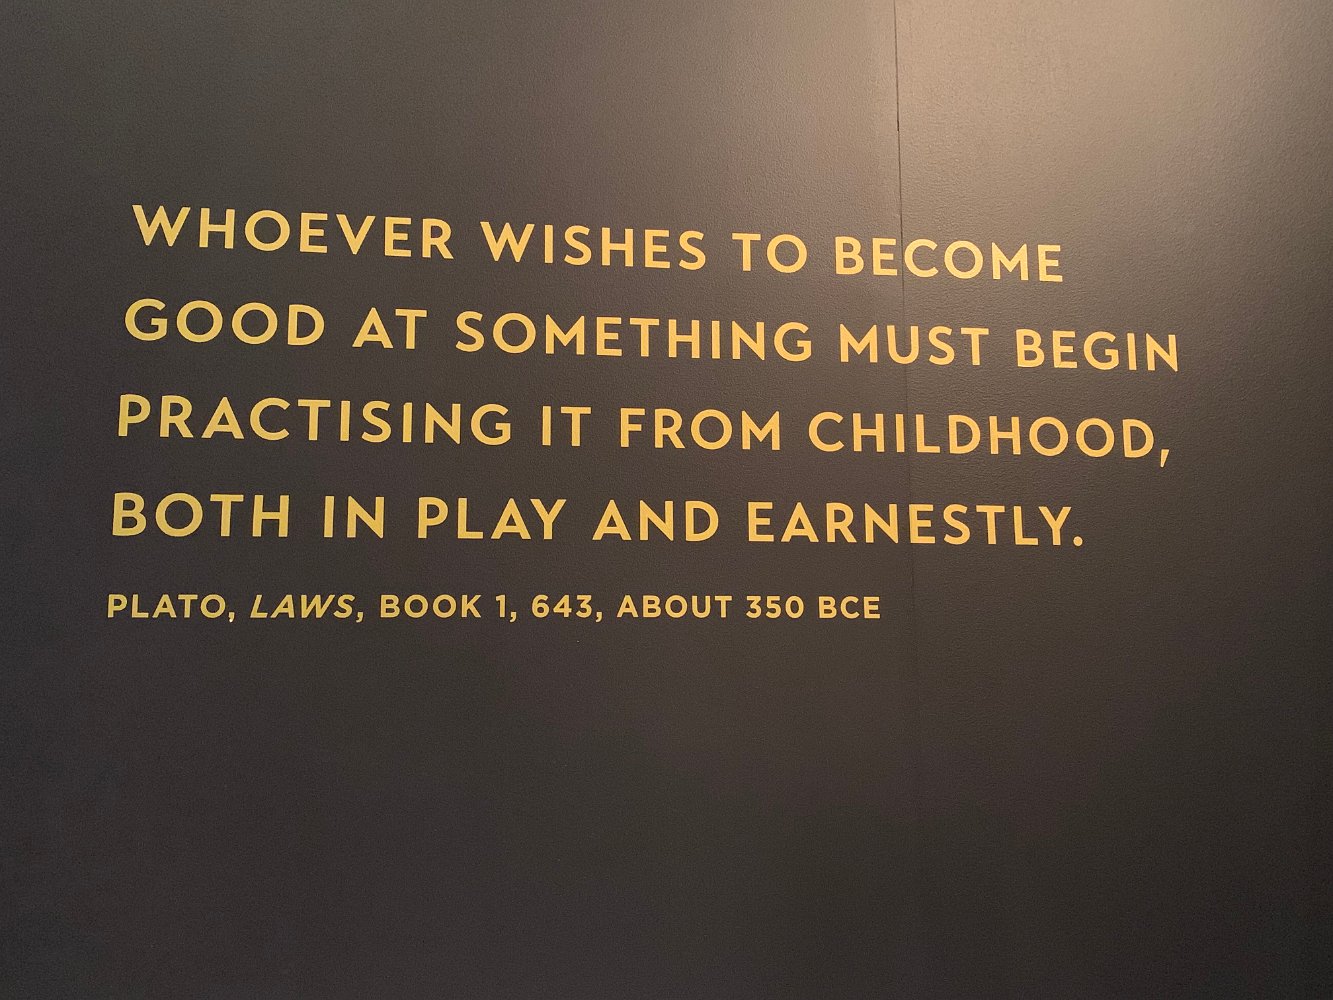 WHOEVER WISHES TO BECOME
GOOD AT SOMETHING MUST BEGIN
PRACTISING IT FROM CHILDHOOD,
BOTH IN PLAY AND EARNESTLY.
PLATO, LAWS, BOOK 1, 643, ABOUT 350 BCE